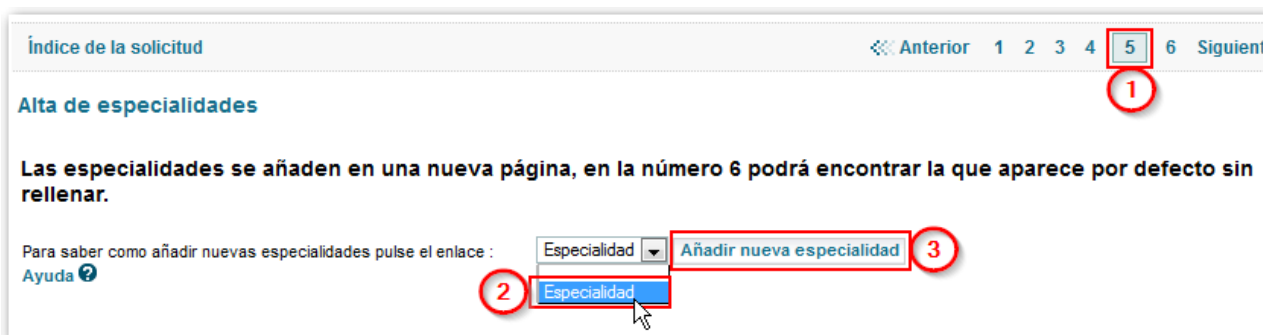 Índice de la solicitud
Anterior 1 2 3 4 5 6 Siguient
1
Alta de especialidades
Las especialidades se añaden en una nueva página, en la número 6 podrá encontrar la que aparece por defecto sin
rellenar.
Para saber como añadir nuevas especialidades pulse el enlace : Especialidad Añadir nueva especialidad 3
Ayuda ?
2 Especialidad